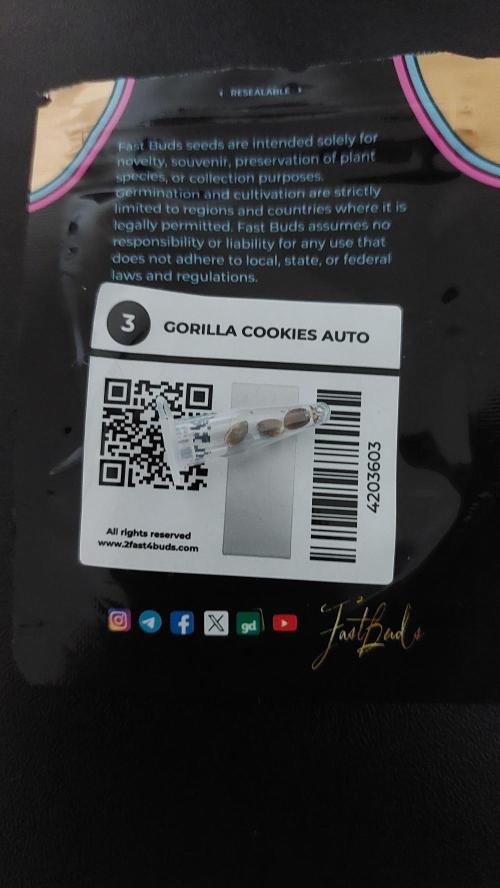 RESEALABLE
Fast Buds seeds are intended solely for
novelty, souvenir, preservation of plant
species, or collection purposes.
Germination and cultivation are strictly
limited to regions and countries where it is
legally permitted. Fast Buds assumes no
responsibility or liability for any use that
does not adhere to local, state, or federal
laws and regulations.
3 GORILLA COOKIES AUTO
4203603
All rights reserved
www.2fast4buds.com
gd
2
FastBuds